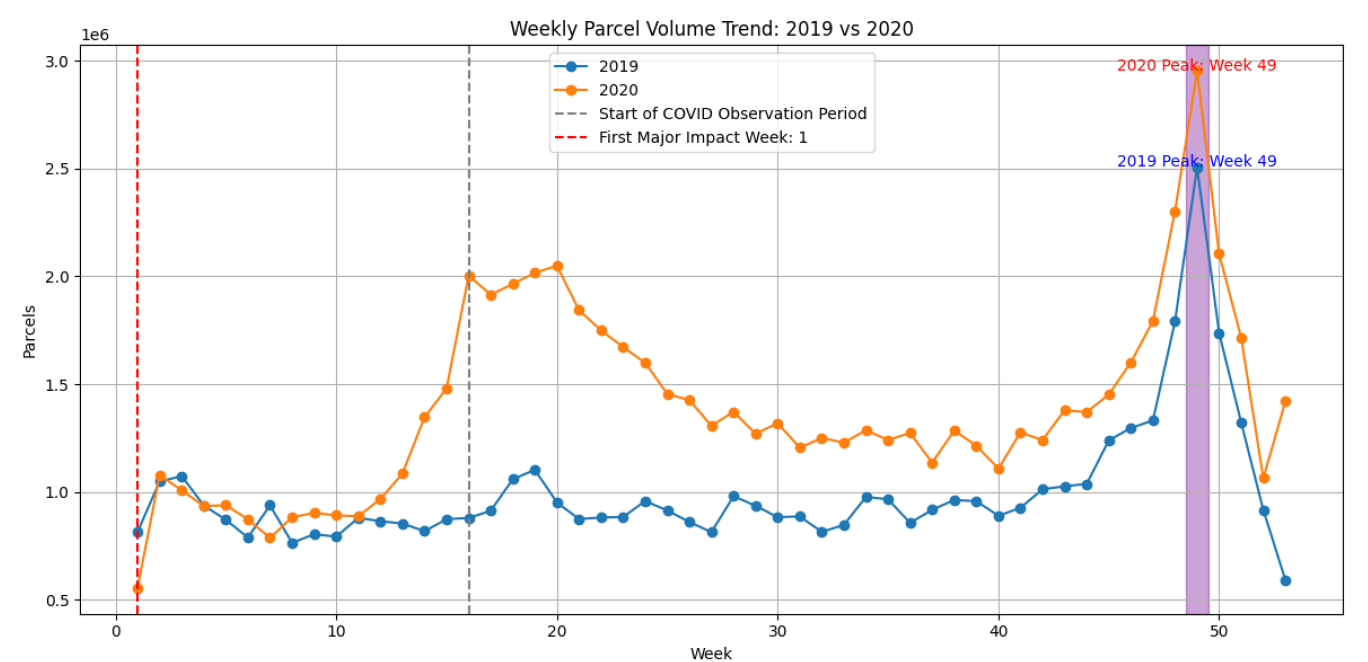 Weekly Parcel Volume Trend: 2019 vs 2020
1e6
3.0
2.5
2.0
1.5
1.0
0.5
Parcels
2019
2020
Start of COVID Observation Period
First Major Impact Week: 1
2020 Peak: Week 49
2019 Peak: Week 49
0
10
20
30
40
50
Week